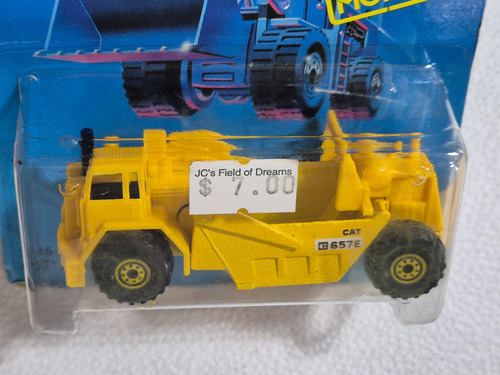 JC's Field of Dreams
$ 7.00
CAT
657E